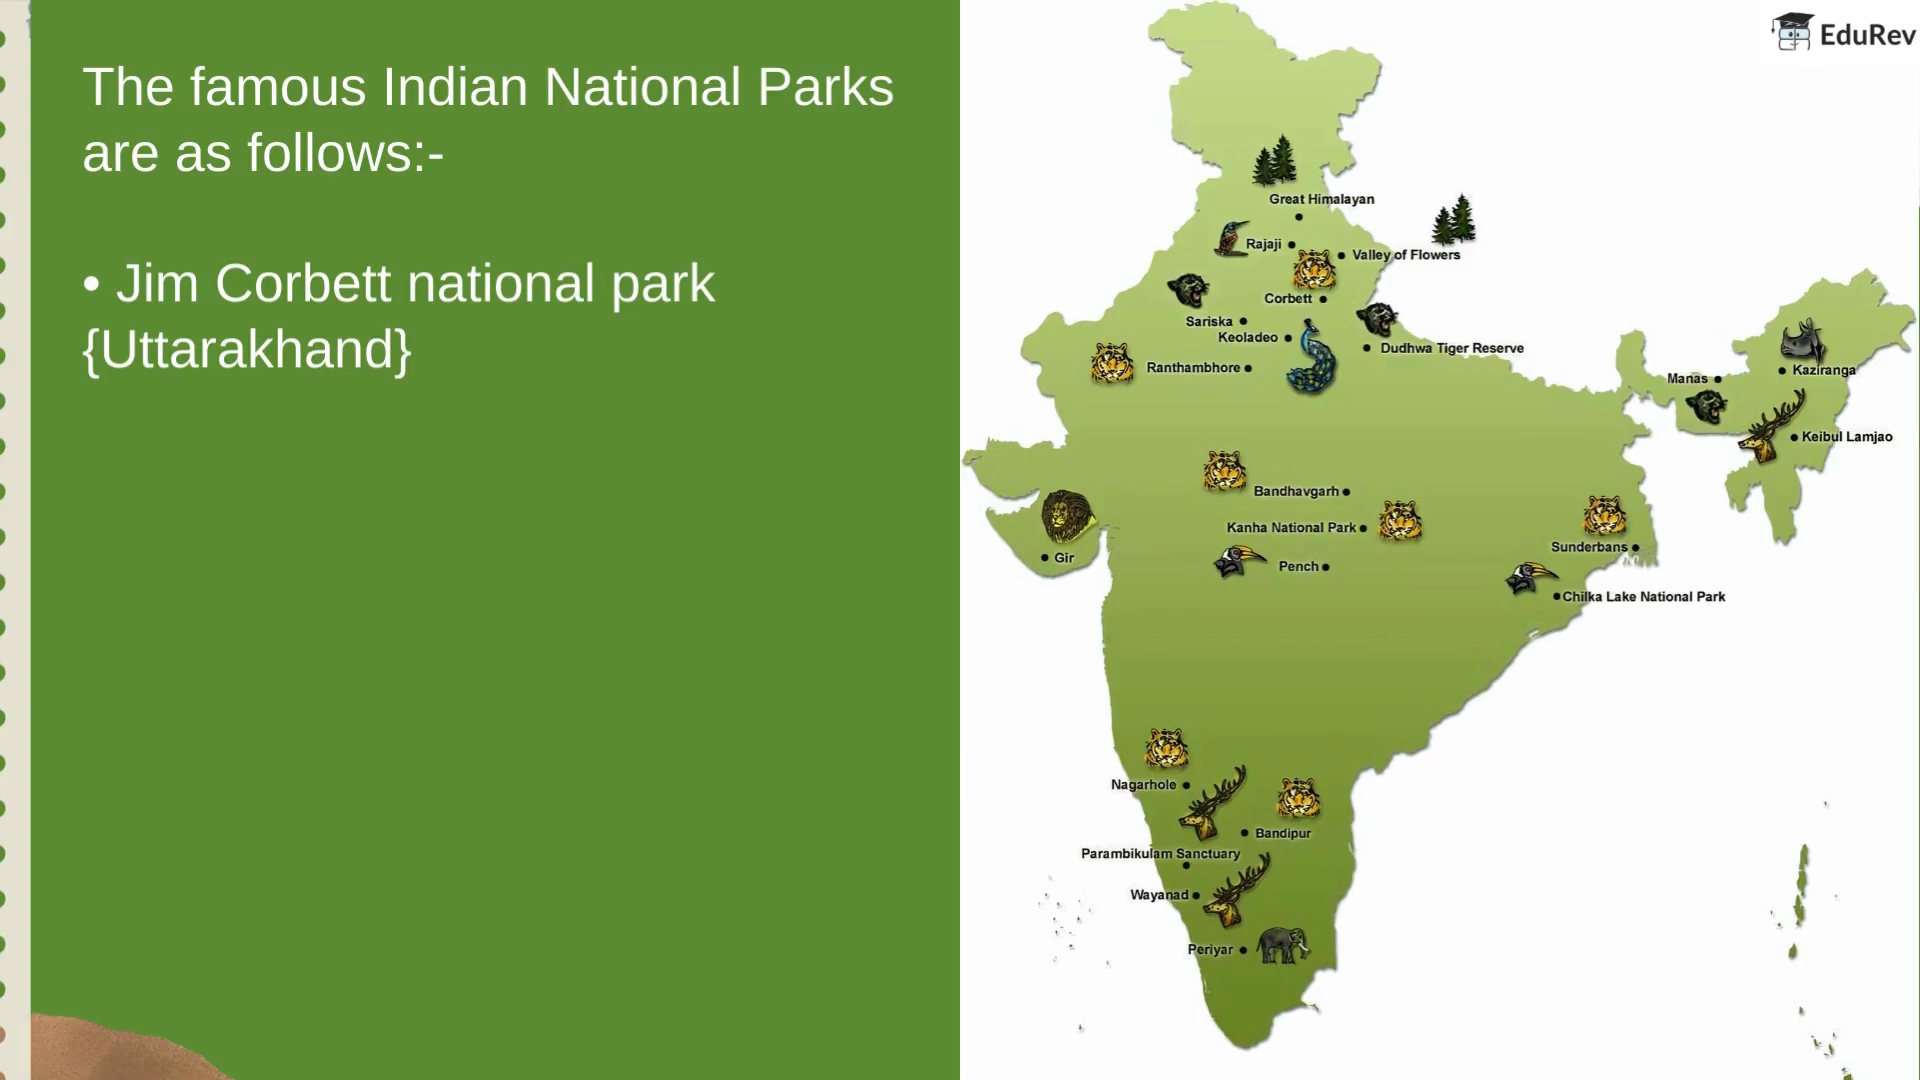 The famous Indian National Parks
are as follows:-
• Jim Corbett national park
{Uttarakhand}
EduRev
Great Himalayan
Rajaji
Valley of Flowers
Corbett
Sariska
Keoladeo
Dudhwa Tiger Reserve
Ranthambhore
Manas
Kaziranga
Keibul Lamjao
Bandhavgarh
Kanha National Park
Sunderbans
Gir
Pench
Chilka Lake National Park
Nagarhole
Bandipur
Parambikulam Sanctuary
Wayanad
Periyar